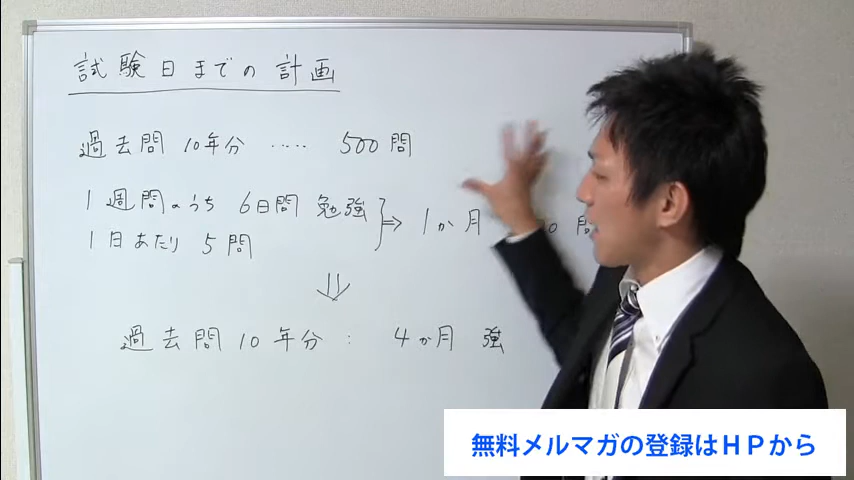 試験日までの計画
過去問 10年分 ‥‥‥ 500問
1週間のうち 6日間 勉強
1日あたり 5問
⇒ 1か月 0問
⇓
過去問 10年分 : 4か月 強
無料メルマガの登録はＨＰから